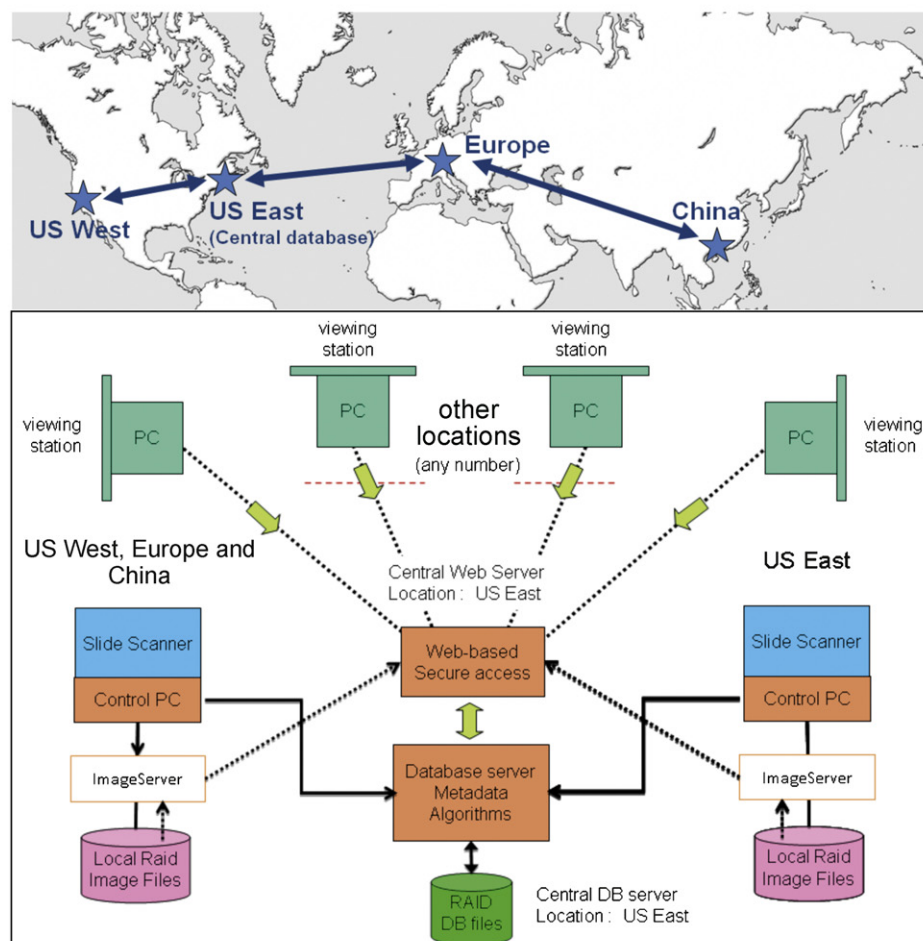 Europe
US West
US East
(Central database)
China
viewing
station
viewing
station
PC
PC
other
locations
(any number)
viewing
station
PC
PC
viewing
station
US West, Europe and
China
Central Web Server
Location : US East
US East
Slide Scanner
Control PC
ImageServer
Local Raid
Image Files
Web-based
Secure access
Database server
Metadata
Algorithms
RAID
DB files
Central DB server
Location : US East
Slide Scanner
Control PC
ImageServer
Local Raid
Image Files